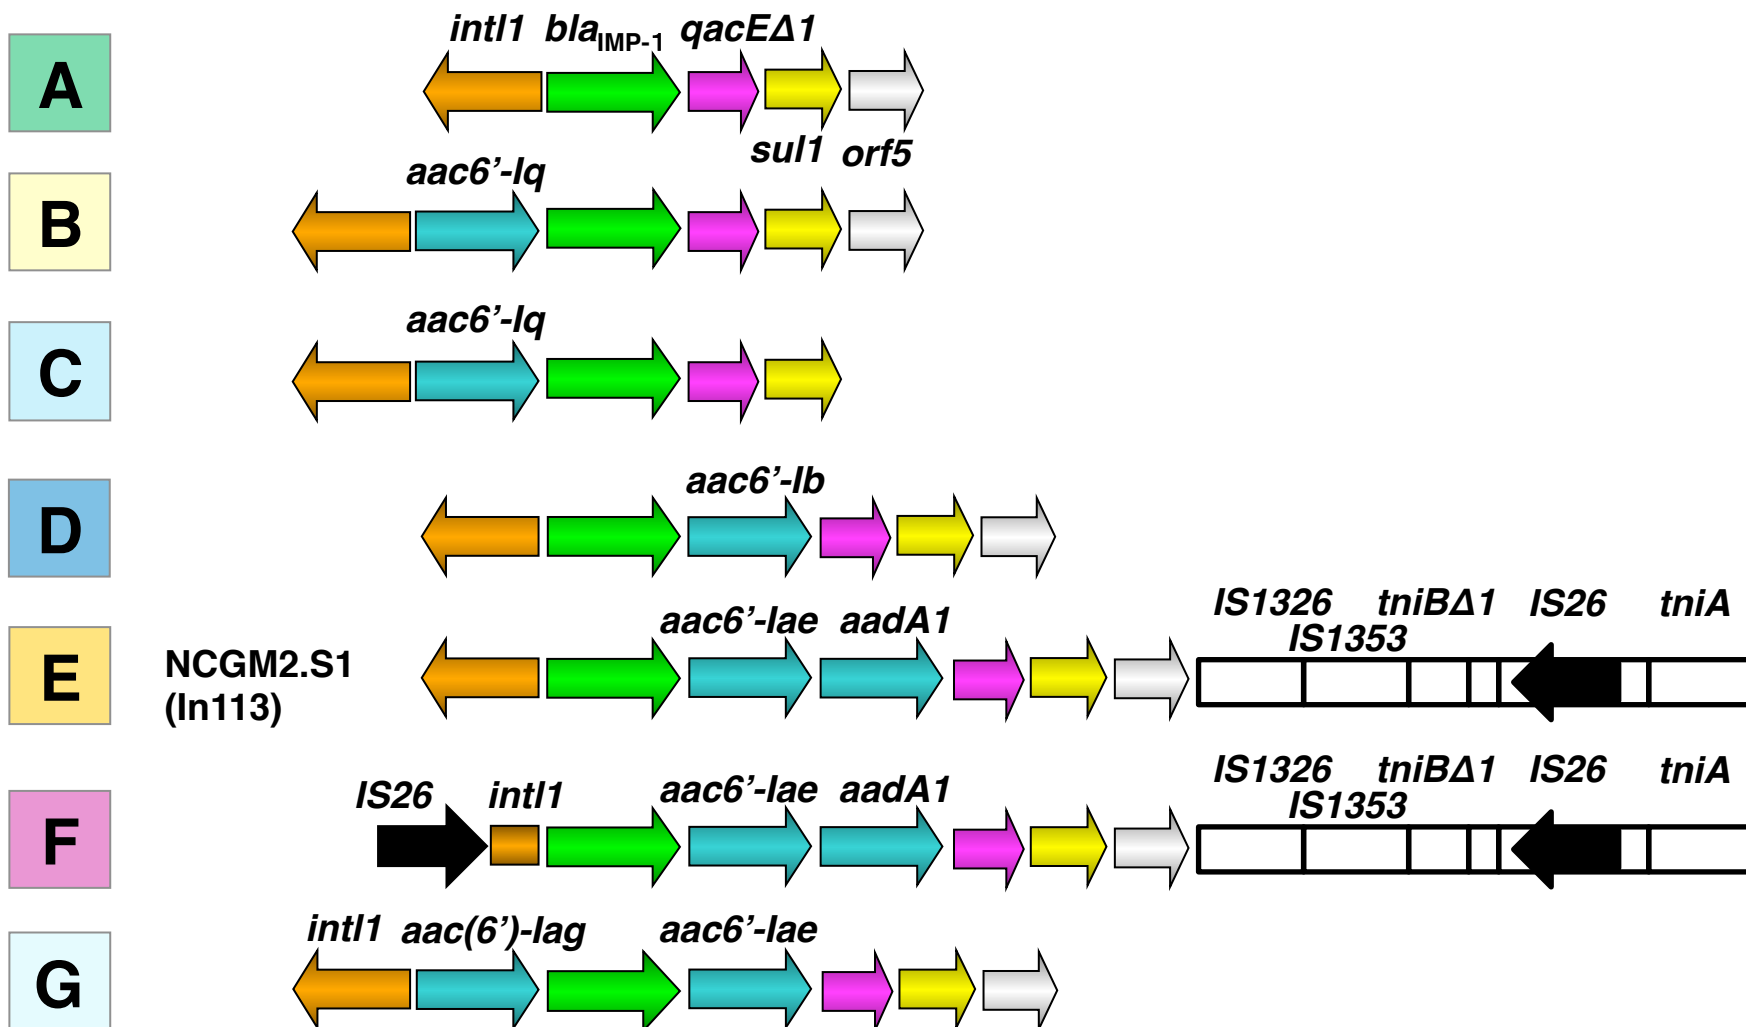 A
intI1 blaIMP-1 qacEΔ1
sul1 orf5
B
aac6’-Iq
C
aac6’-Iq
D
aac6’-Ib
E
NCGM2.S1
(In113)
aac6’-Iae aadA1
IS1326 tniBΔ1 IS26 tniA
IS1353
F
IS26 intI1 aac6’-Iae aadA1
IS1326 tniBΔ1 IS26 tniA
IS1353
G
intI1 aac(6’)-Iag aac6’-Iae